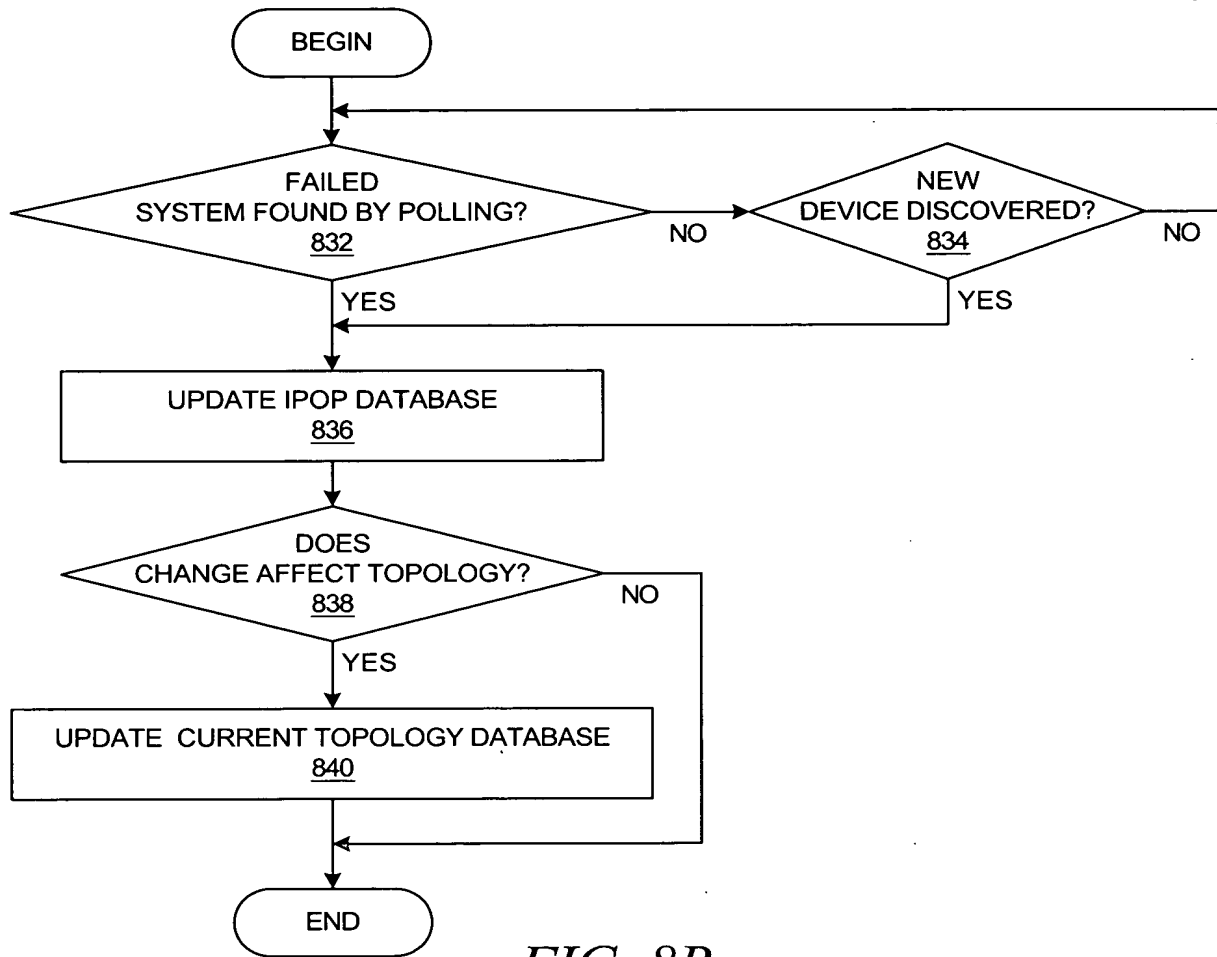 BEGIN
FAILED
SYSTEM FOUND BY POLLING?
832
NO
NEW
DEVICE DISCOVERED?
834
NO
YES
YES
UPDATE IPOP DATABASE
836
DOES
CHANGE AFFECT TOPOLOGY?
838
NO
YES
UPDATE CURRENT TOPOLOGY DATABASE
840
END